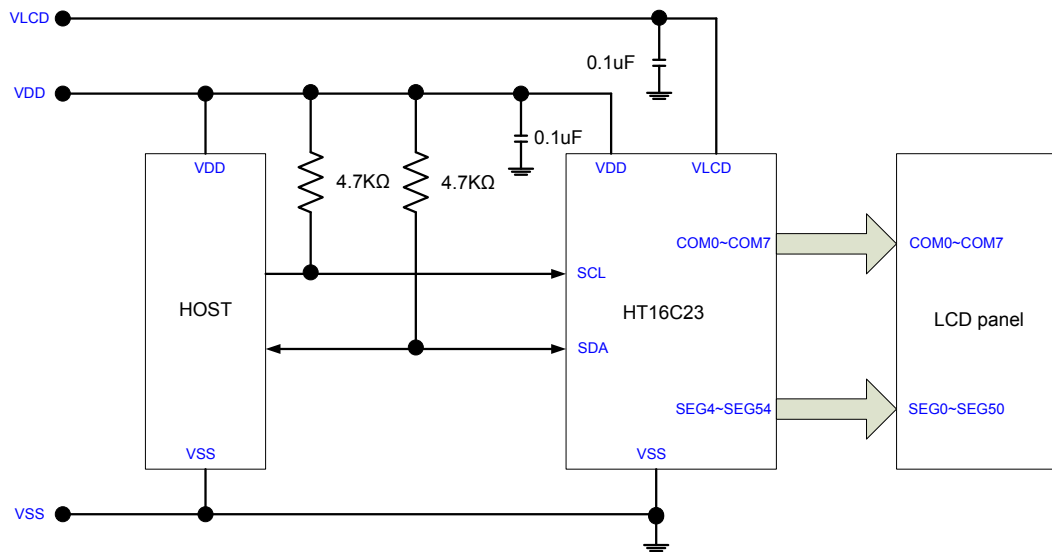 VLCD
0.1uF
VDD
0.1uF
VDD
4.7KΩ
4.7KΩ
VDD
VLCD
COM0~COM7
COM0~COM7
SCL
HOST
HT16C23
LCD panel
SDA
SEG4~SEG54
SEG0~SEG50
VSS
VSS
VSS